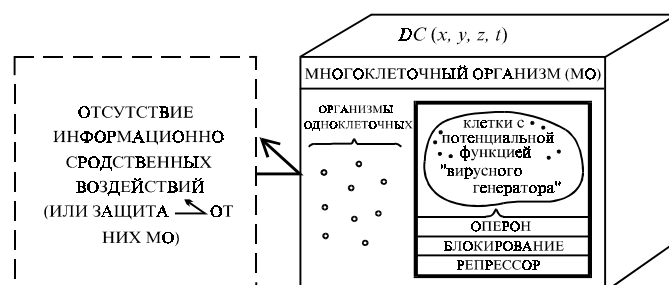 DC (x, y, z, t)
МНОГОКЛЕТОЧНЫЙ ОРГАНИЗМ (МО)
ОТСУТСТВИЕ
ИНФОРМАЦИОННО
СРОДСТВЕННЫХ
ВОЗДЕЙСТВИЙ
(ИЛИ ЗАЩИТА ОТ
НИХ МО)
ОРГАНИЗМЫ
ОДНОКЛЕТОЧНЫХ
клетки с
потенциальной
функцией
"вирусного
генератора"
ОПЕРОН
БЛОКИРОВАНИЕ
РЕПРЕССОР